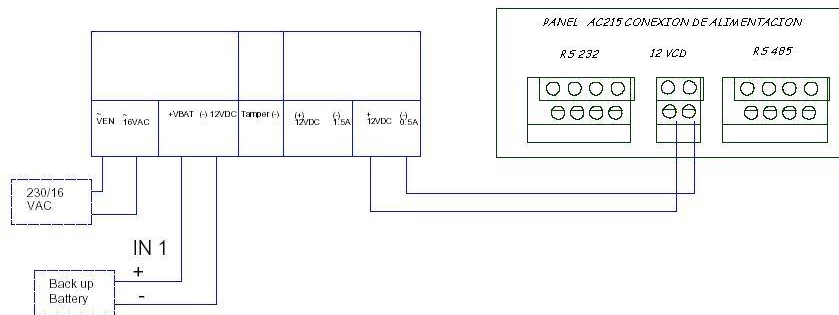 PANEL AC215 CONEXION DE ALIMENTACION
RS 232
12 VCD
RS 485
~ VEN ~ 16VAC
+VBAT (-) 12VDC
Tamper (-)
(+) 12VDC (-) 1.5A
+ 12VDC (-) 0.5A
230/16
VAC
IN 1
+
-
Back up
Battery